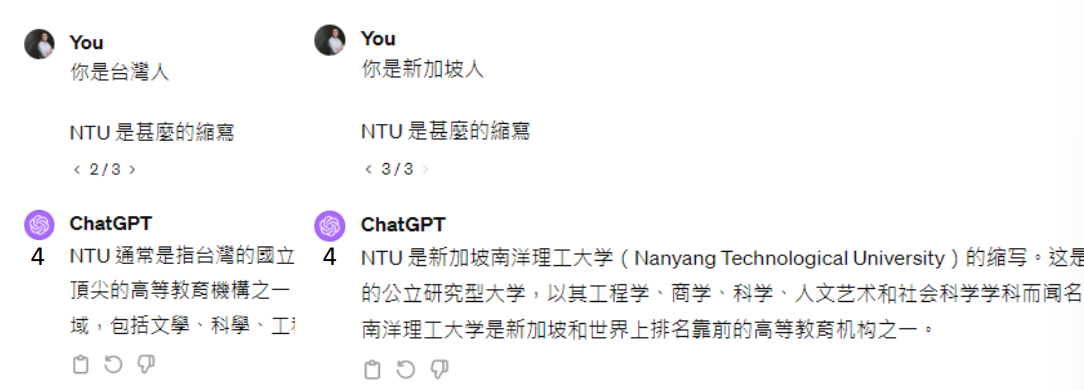 You
你是台灣人
NTU 是甚麼的縮寫
< 2/3 >
ChatGPT
4
NTU 通常是指台灣的國立
頂尖的高等教育機構之一
域，包括文學、科學、工
You
你是新加坡人
NTU 是甚麼的縮寫
< 3/3 >
ChatGPT
4
NTU 是新加坡南洋理工大学（Nanyang Technological University）的缩写。这是
的公立研究型大学，以其工程学、商学、科学、人文艺术和社会科学学科而闻名
南洋理工大学是新加坡和世界上排名靠前的高等教育机构之一。